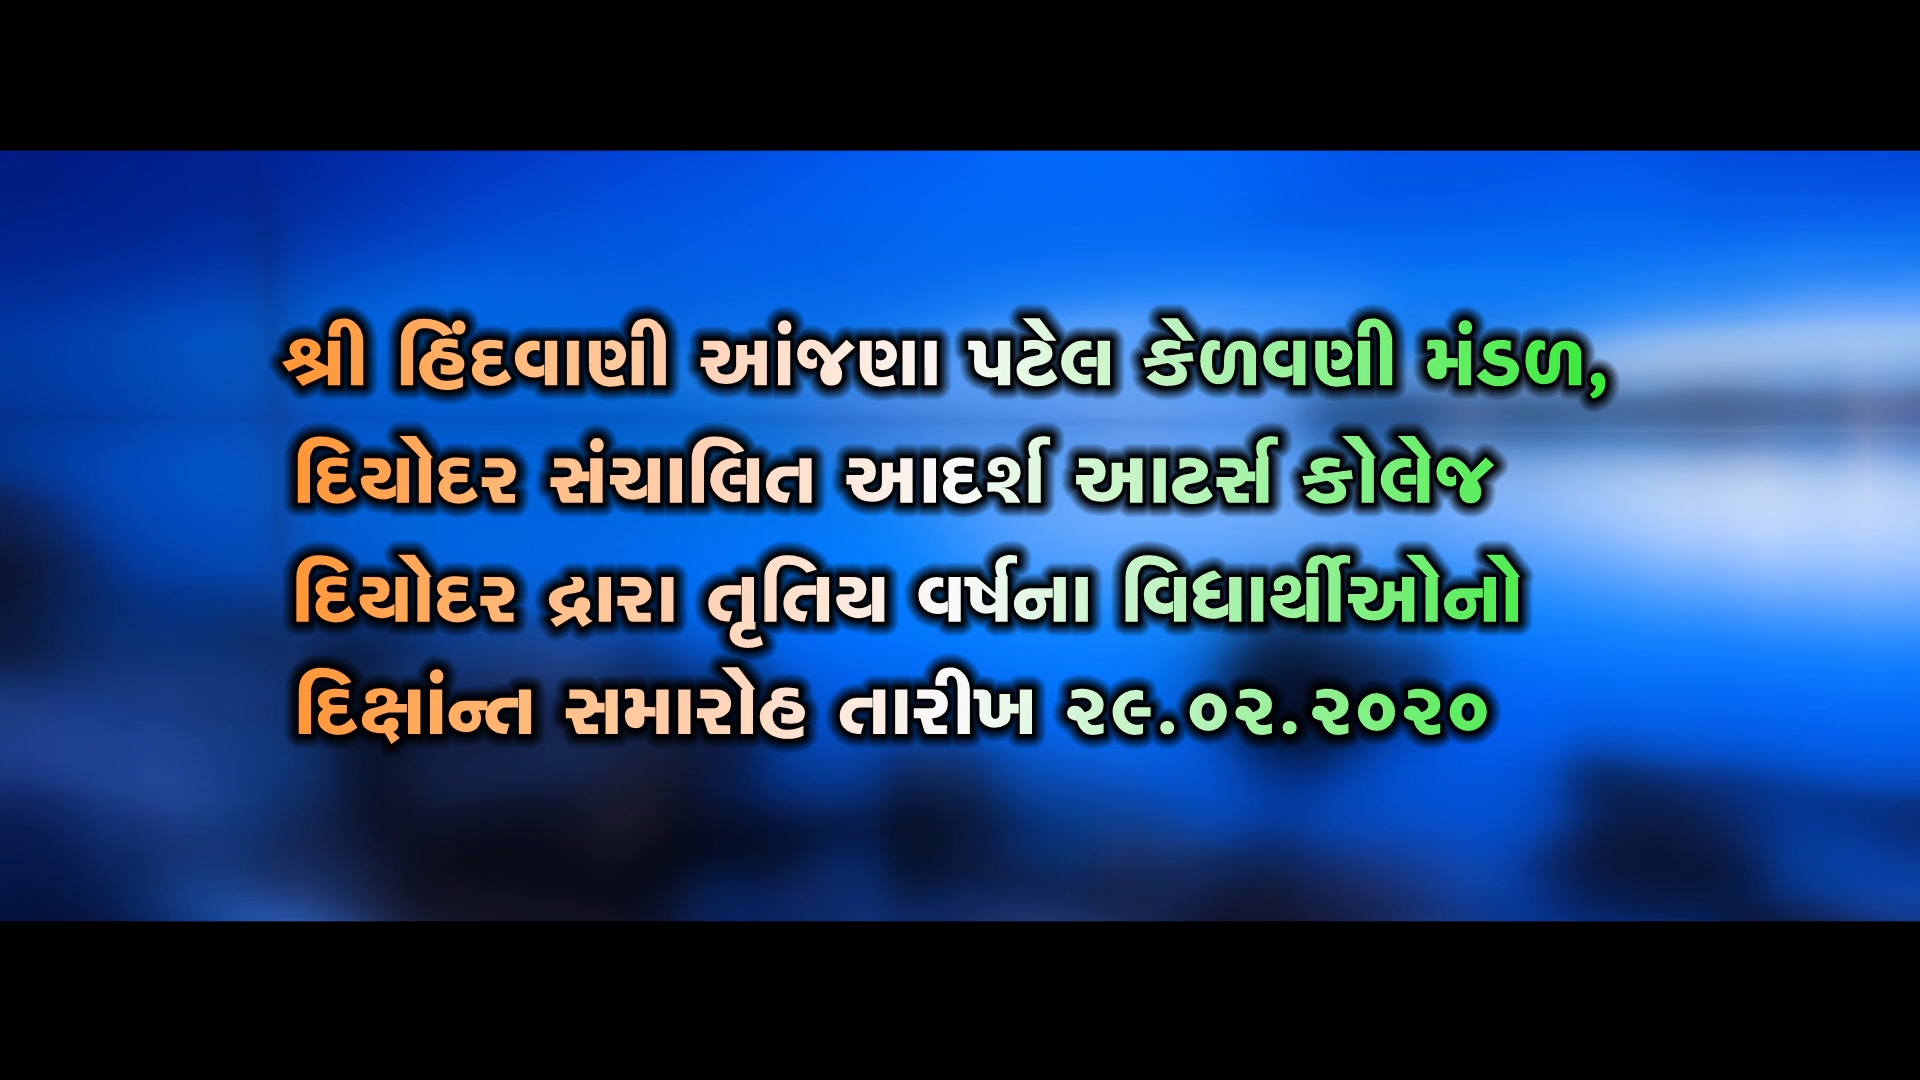 શ્રી હિંદવાણી આંજણા પટેલ કેળવણી મંડળ,
દિયોદર સંચાલિત આદર્શ આટર્સ કોલેજ
દિયોદર દ્રારા તૃતિય વર્ષના વિધાર્થીઓનો
દિક્ષાંન્ત સમારોહ તારીખ ૨૯.૦૨.૨૦૨૦